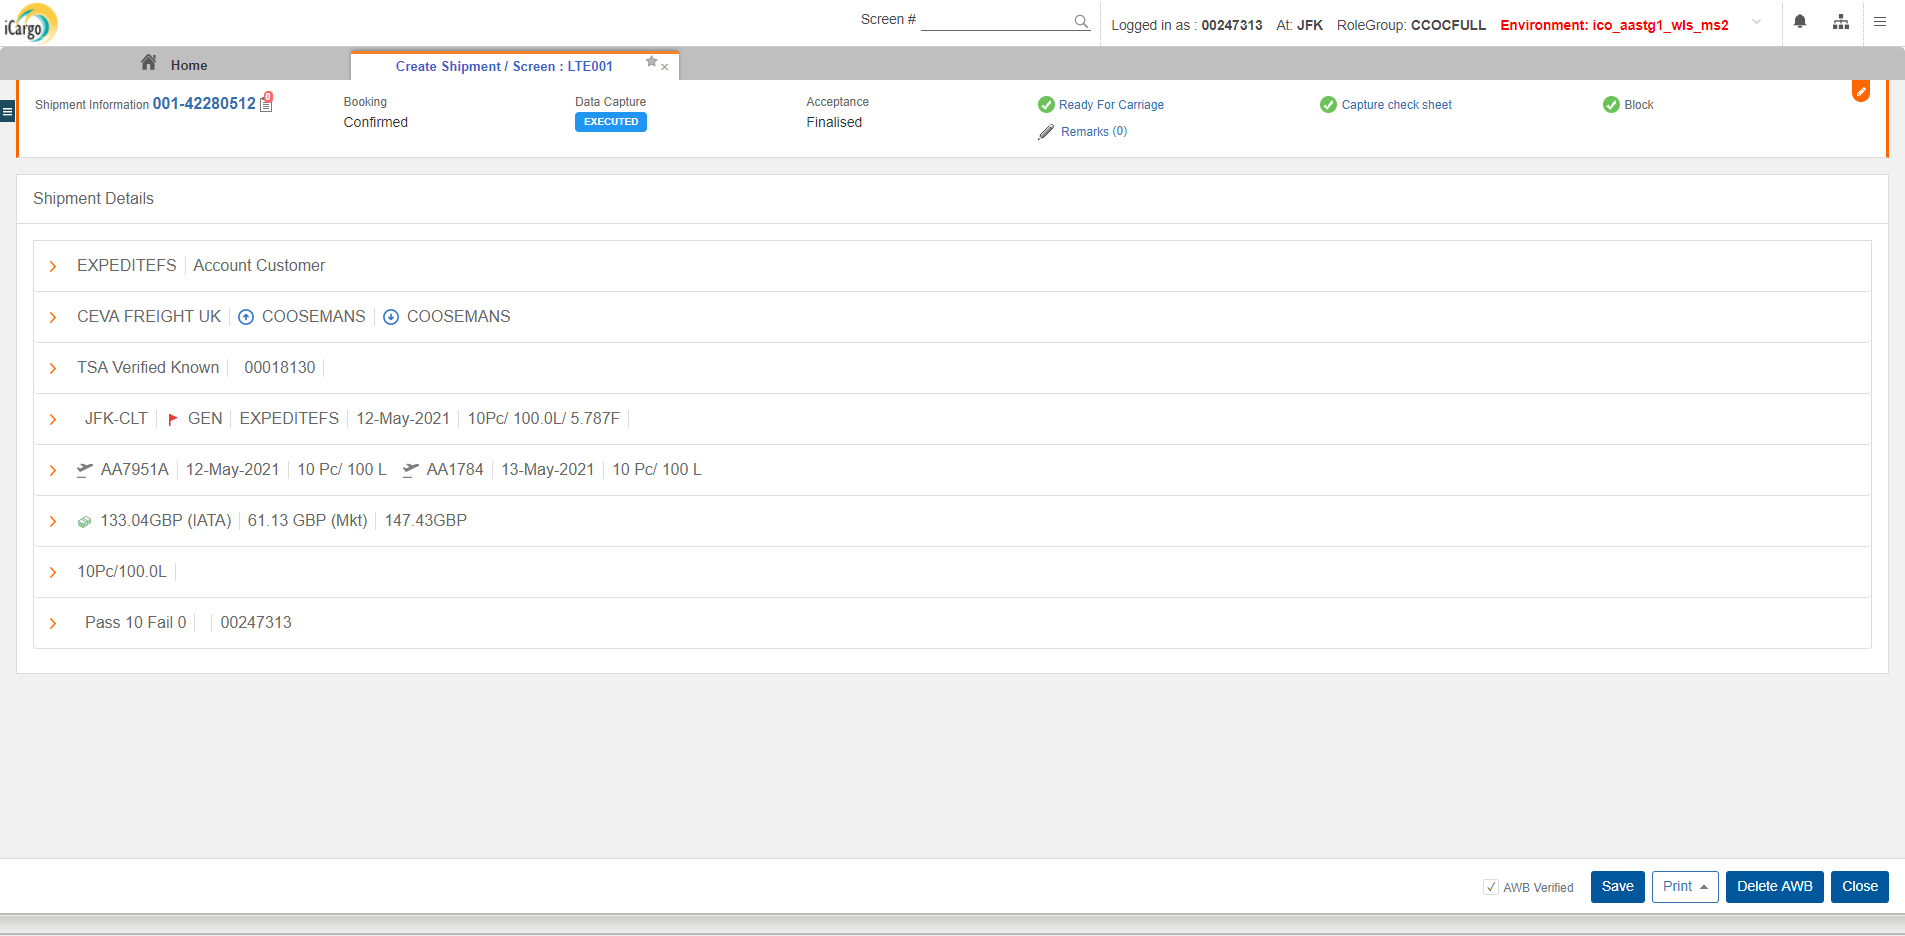 iCargo Screen # Logged in as : 00247313 At: JFK RoleGroup: CCOCFULL Environment: ico_aastg1_wls_ms2
Home Create Shipment / Screen : LTE001
Shipment Information 001-42280512 0
Booking
Confirmed
Data Capture
EXECUTED
Acceptance
Finalised
Ready For Carriage
Remarks (0)
Capture check sheet
Block
Shipment Details
EXPEDITEFS Account Customer
CEVA FREIGHT UK COOSEMANS COOSEMANS
TSA Verified Known 00018130
JFK-CLT GEN EXPEDITEFS 12-May-2021 10Pc/ 100.0L/ 5.787F
AA7951A 12-May-2021 10 Pc/ 100 L AA1784 13-May-2021 10 Pc/ 100 L
133.04GBP (IATA) 61.13 GBP (Mkt) 147.43GBP
10Pc/100.0L
Pass 10 Fail 0 00247313
AWB Verified Save Print Delete AWB Close